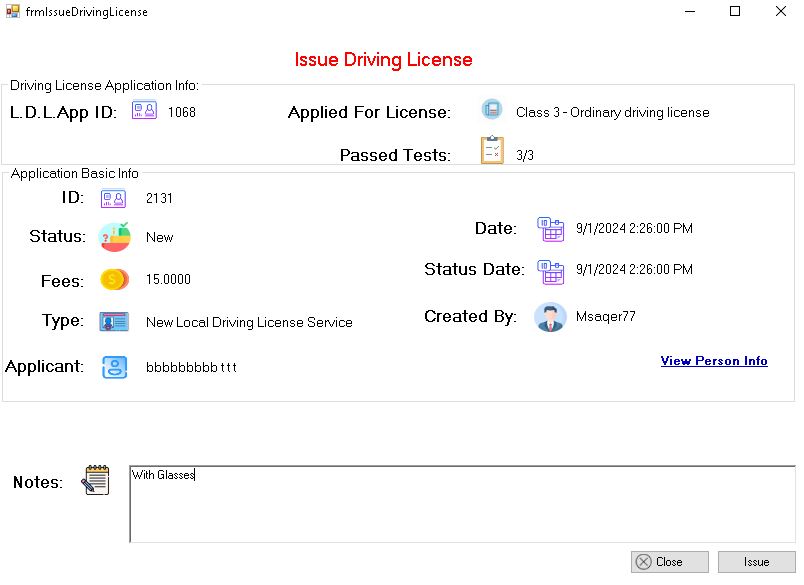 frmIssueDrivingLicense
Issue Driving License
Driving License Application Info:
L.D.L.App ID: 1068 Applied For License: Class 3 - Ordinary driving license
Passed Tests: 3/3
Application Basic Info
ID: 2131
Status: New Date: 9/1/2024 2:26:00 PM
Fees: 15.0000 Status Date: 9/1/2024 2:26:00 PM
Type: New Local Driving License Service Created By: Msaqer77
Applicant: bbbbbbbbbb t t t View Person Info
Notes: With Glasses
Close Issue